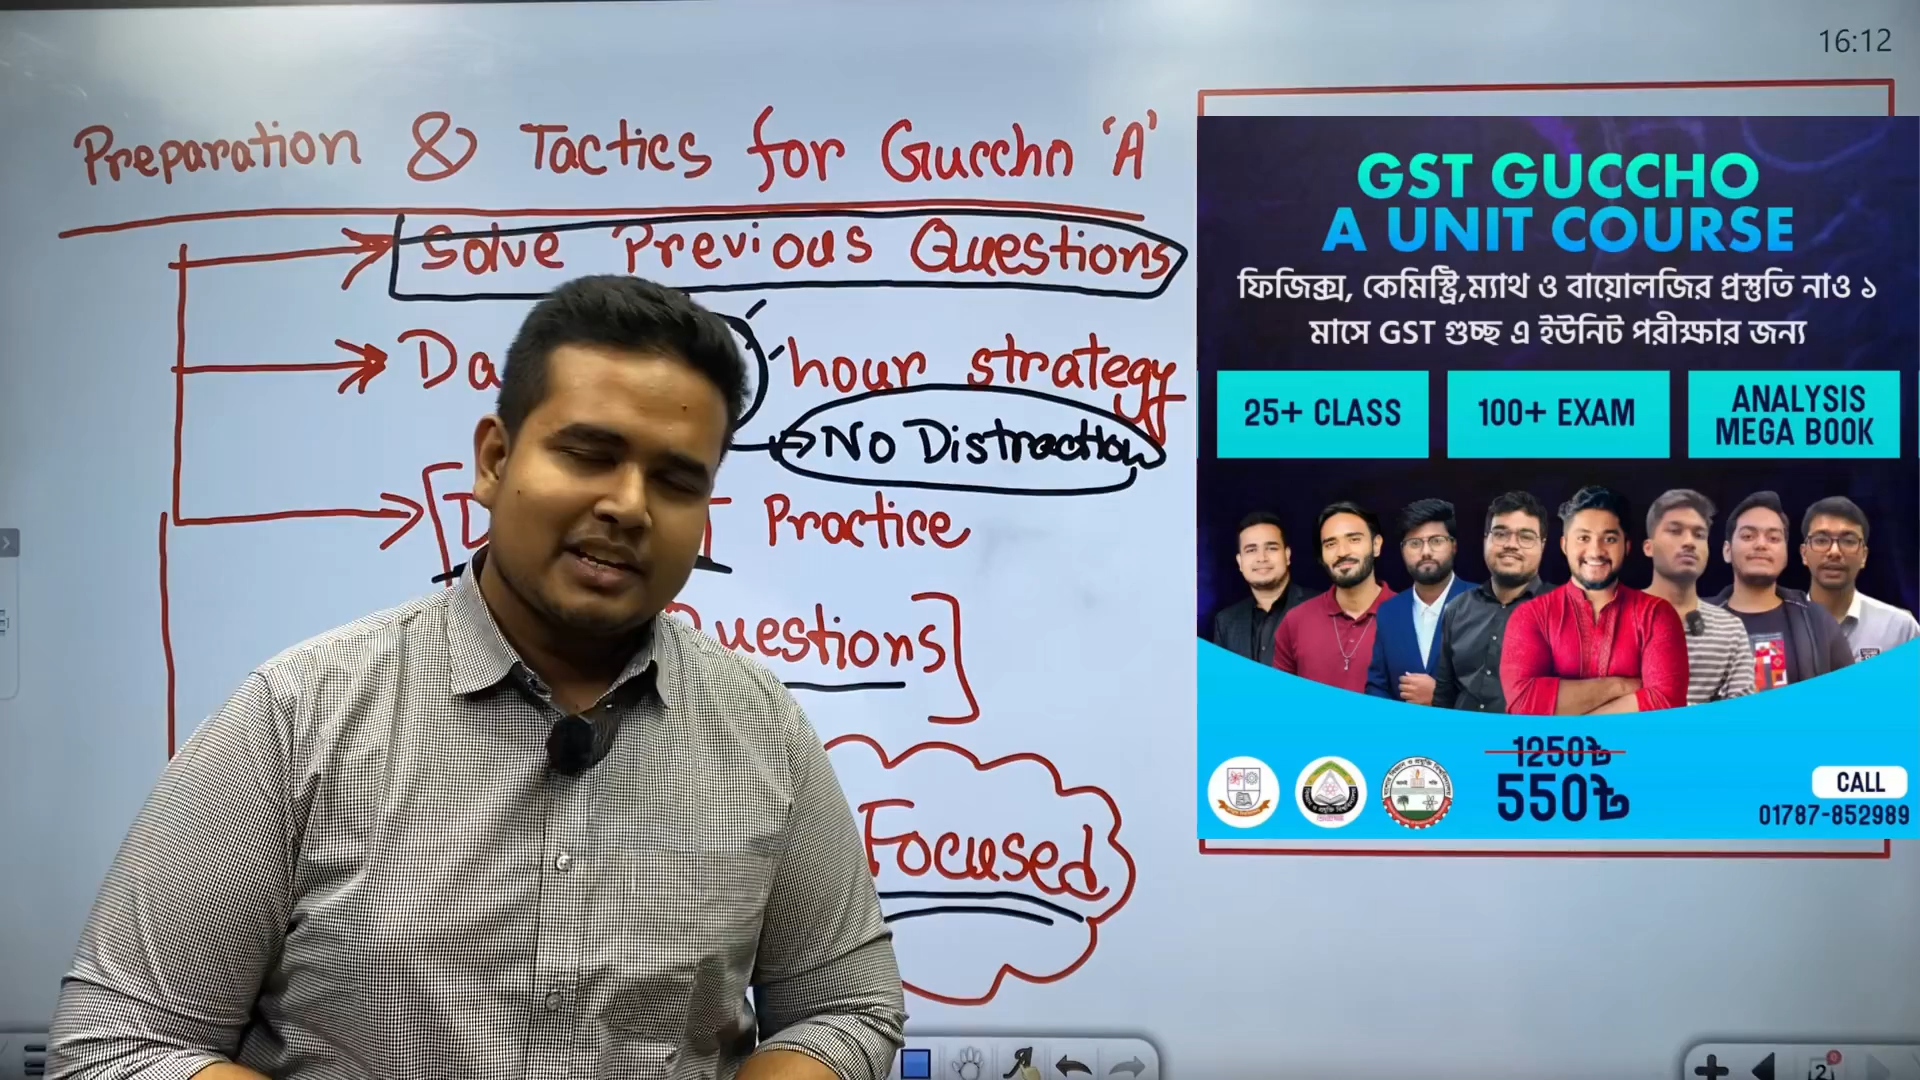 16:12
Preparation & Tactics for Guccho 'A'
Solve Previous Questions
hour strategy
No Distraction
Practice
Questions]
Focused
GST GUCCHO
A UNIT COURSE
ফিজিক্স, কেমিস্ট্রি,ম্যাথ ও বায়োলজির প্রস্তুতি নাও ১
মাসে GST গুচ্ছ এ ইউনিট পরীক্ষার জন্য
25+ CLASS
100+ EXAM
ANALYSIS
MEGA BOOK
1250৳
550৳
CALL
01787-852989
2